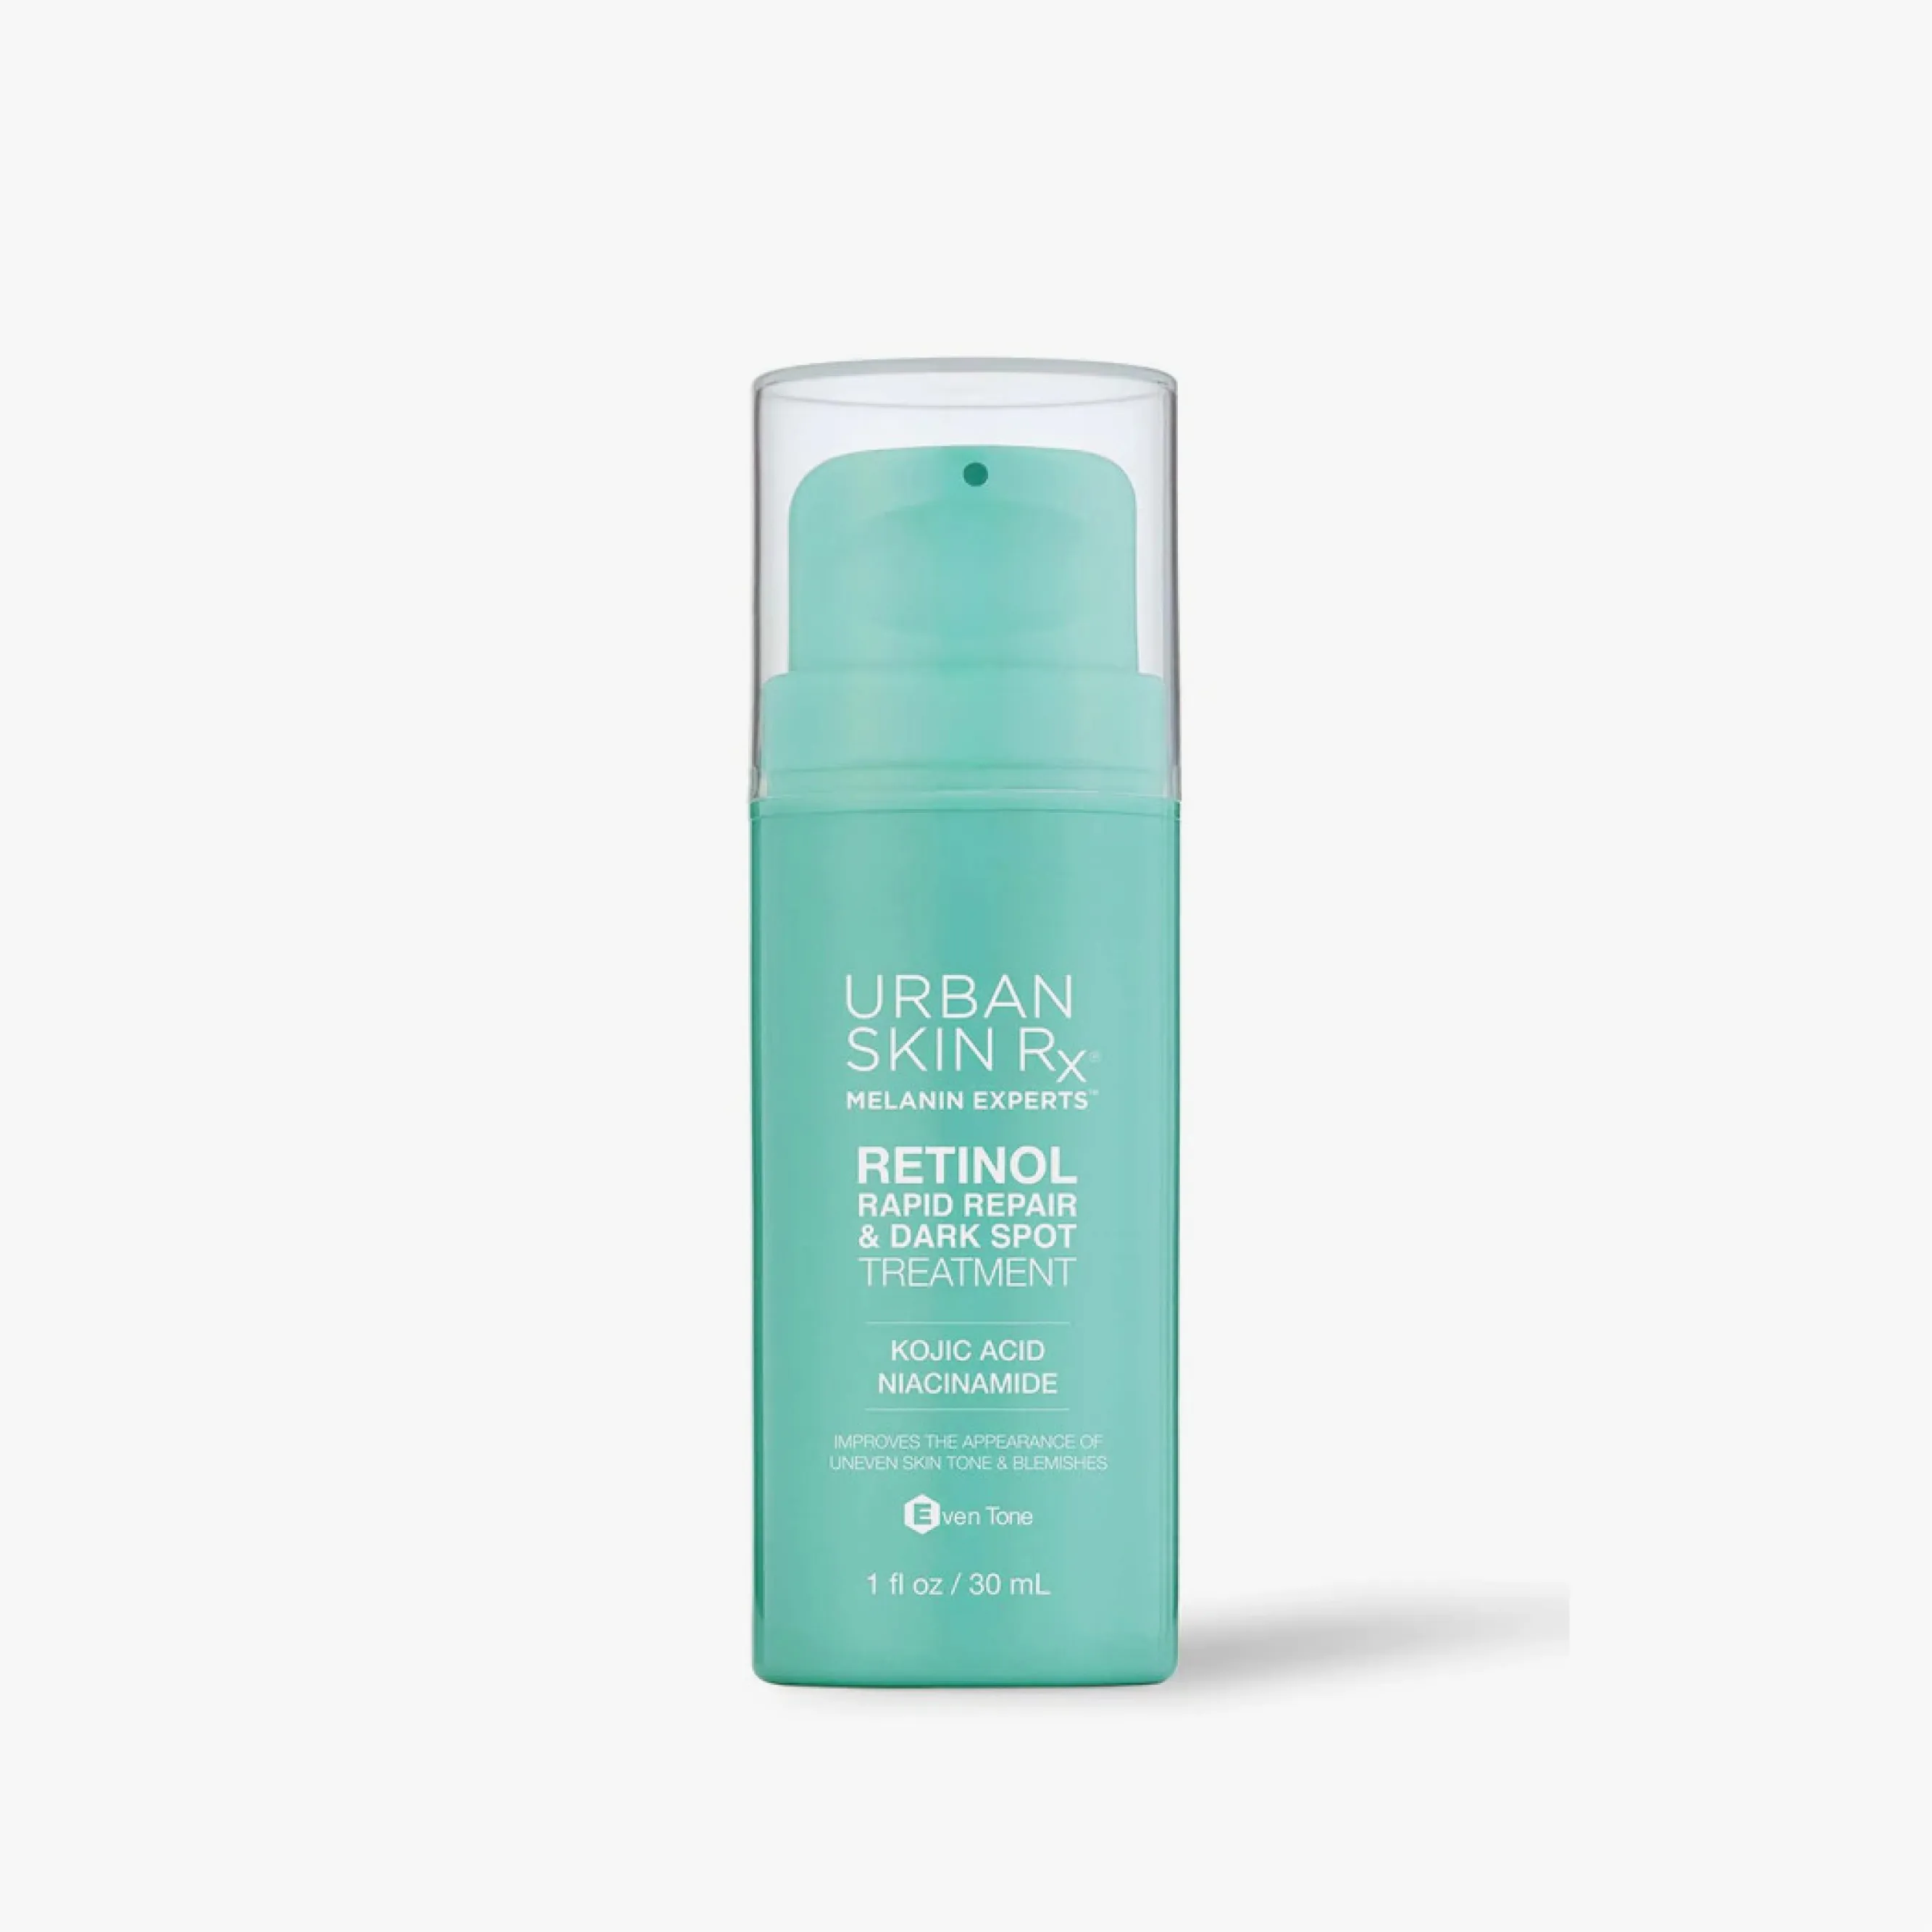 URBAN
SKIN Rx®
MELANIN EXPERTS™
RETINOL
RAPID REPAIR
& DARK SPOT
TREATMENT
KOJIC ACID
NIACINAMIDE
IMPROVES THE APPEARANCE OF
UNEVEN SKIN TONE & BLEMISHES
Even Tone
1 fl oz / 30 mL